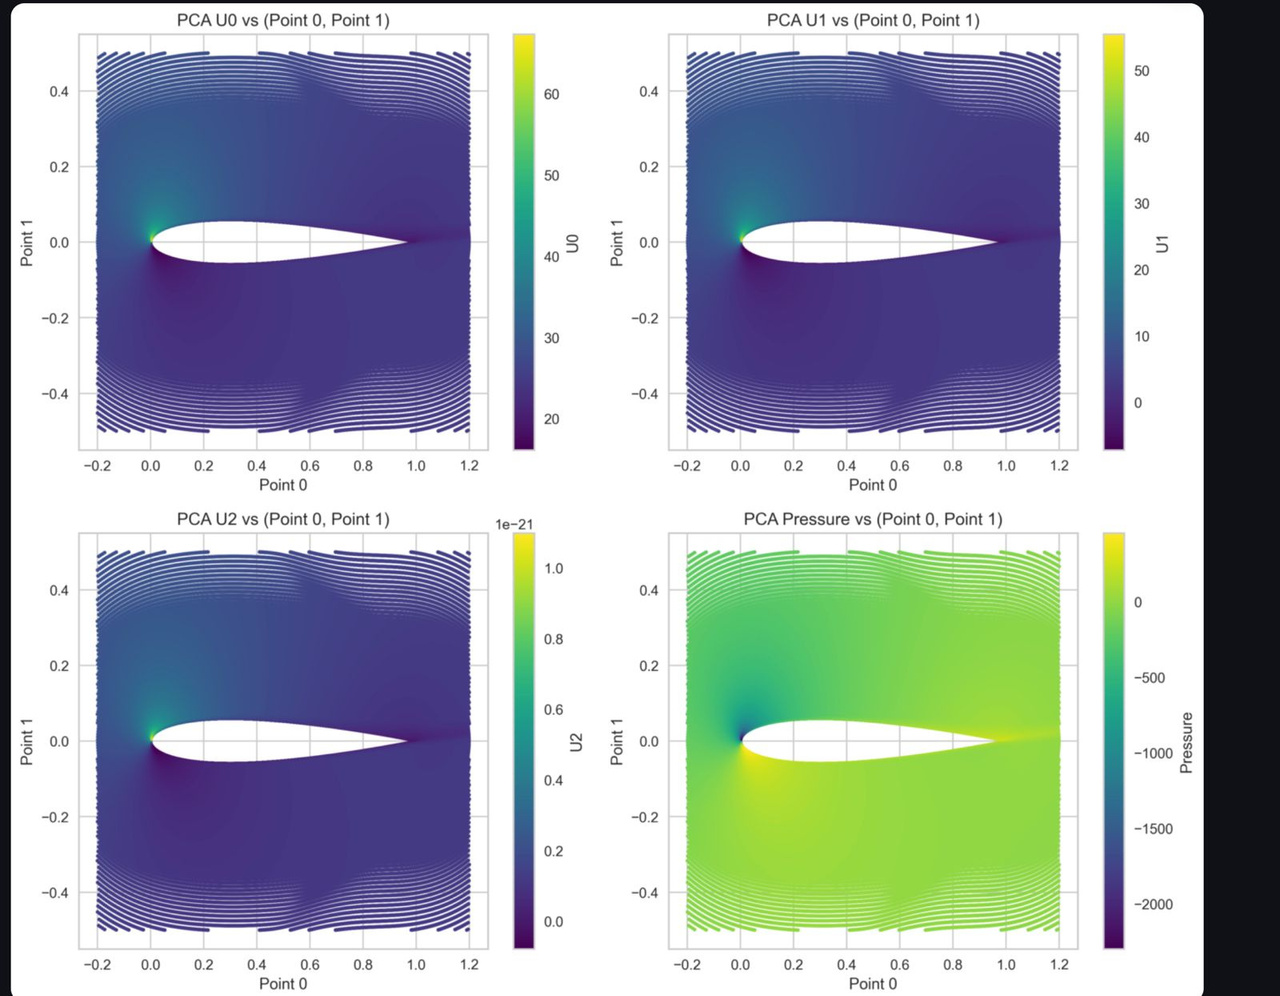 PCA U0 vs (Point 0, Point 1)
0.4
0.2
0.0
−0.2
−0.4
Point 1
−0.2 0.0 0.2 0.4 0.6 0.8 1.0 1.2
Point 0
60
50
40
30
20
U0
PCA U1 vs (Point 0, Point 1)
0.4
0.2
0.0
−0.2
−0.4
Point 1
−0.2 0.0 0.2 0.4 0.6 0.8 1.0 1.2
Point 0
50
40
30
20
10
0
U1
PCA U2 vs (Point 0, Point 1)
0.4
0.2
0.0
−0.2
−0.4
Point 1
−0.2 0.0 0.2 0.4 0.6 0.8 1.0 1.2
Point 0
1e−21
1.0
0.8
0.6
0.4
0.2
0.0
U2
PCA Pressure vs (Point 0, Point 1)
0.4
0.2
0.0
−0.2
−0.4
Point 1
−0.2 0.0 0.2 0.4 0.6 0.8 1.0 1.2
Point 0
0
−500
−1000
−1500
−2000
Pressure